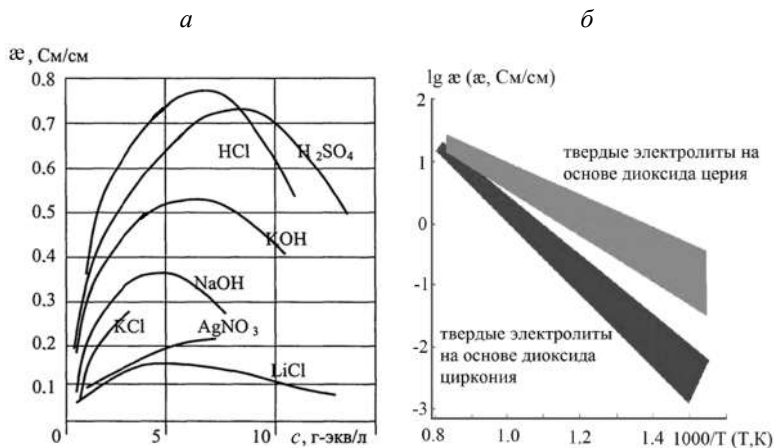 а
æ, См/см
0.8
0.7
0.6
0.5
0.4
0.3
0.2
0.1
0
5
10
c, г-экв/л
HCl
H2SO4
KOH
NaOH
KCl
AgNO3
LiCl
б
lg æ (æ, См/см)
2
1
0
-1
-2
-3
твердые электролиты на
основе диоксида церия
твердые электролиты
на основе диоксида
циркония
0.8
1.0
1.2
1.4 1000/T (T,K)